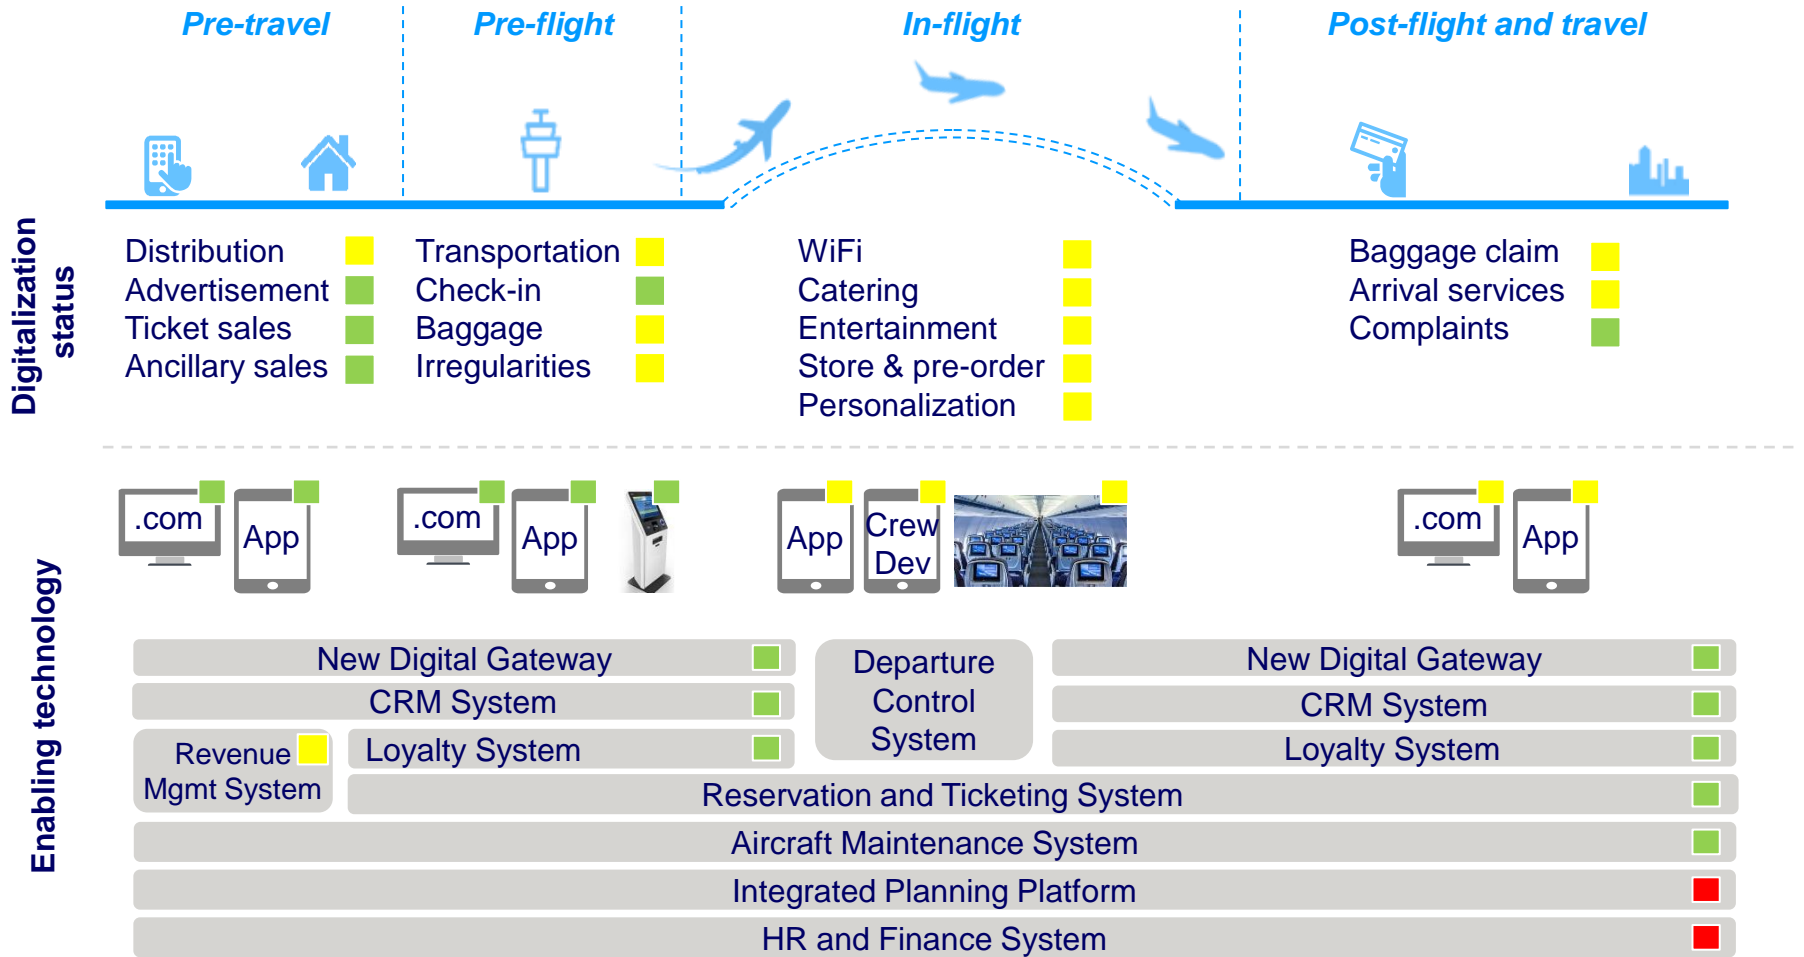 Pre-travel
Pre-flight
In-flight
Post-flight and travel
Digitalization
status
Distribution
Advertisement
Ticket sales
Ancillary sales
Transportation
Check-in
Baggage
Irregularities
WiFi
Catering
Entertainment
Store & pre-order
Personalization
Baggage claim
Arrival services
Complaints
Enabling technology
.com
App
.com
App
App
Crew
Dev
.com
App
New Digital Gateway
CRM System
Revenue
Mgmt System
Loyalty System
Departure
Control
System
New Digital Gateway
CRM System
Loyalty System
Reservation and Ticketing System
Aircraft Maintenance System
Integrated Planning Platform
HR and Finance System